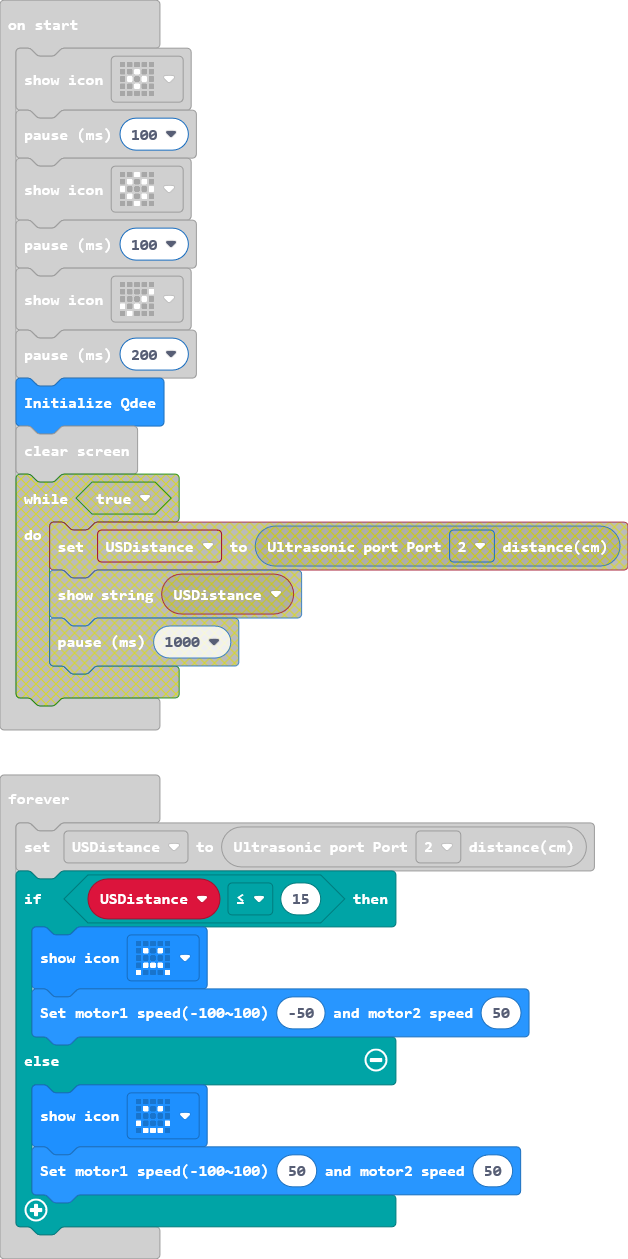 on start
show icon
pause (ms) 100
show icon
pause (ms) 100
show icon
pause (ms) 200
Initialize Qdee
clear screen
while true
do
set USDistance to Ultrasonic port Port 2 distance(cm)
show string USDistance
pause (ms) 1000
forever
set USDistance to Ultrasonic port Port 2 distance(cm)
if USDistance ≤ 15 then
show icon
Set motor1 speed(-100~100) -50 and motor2 speed 50
else
show icon
Set motor1 speed(-100~100) 50 and motor2 speed 50